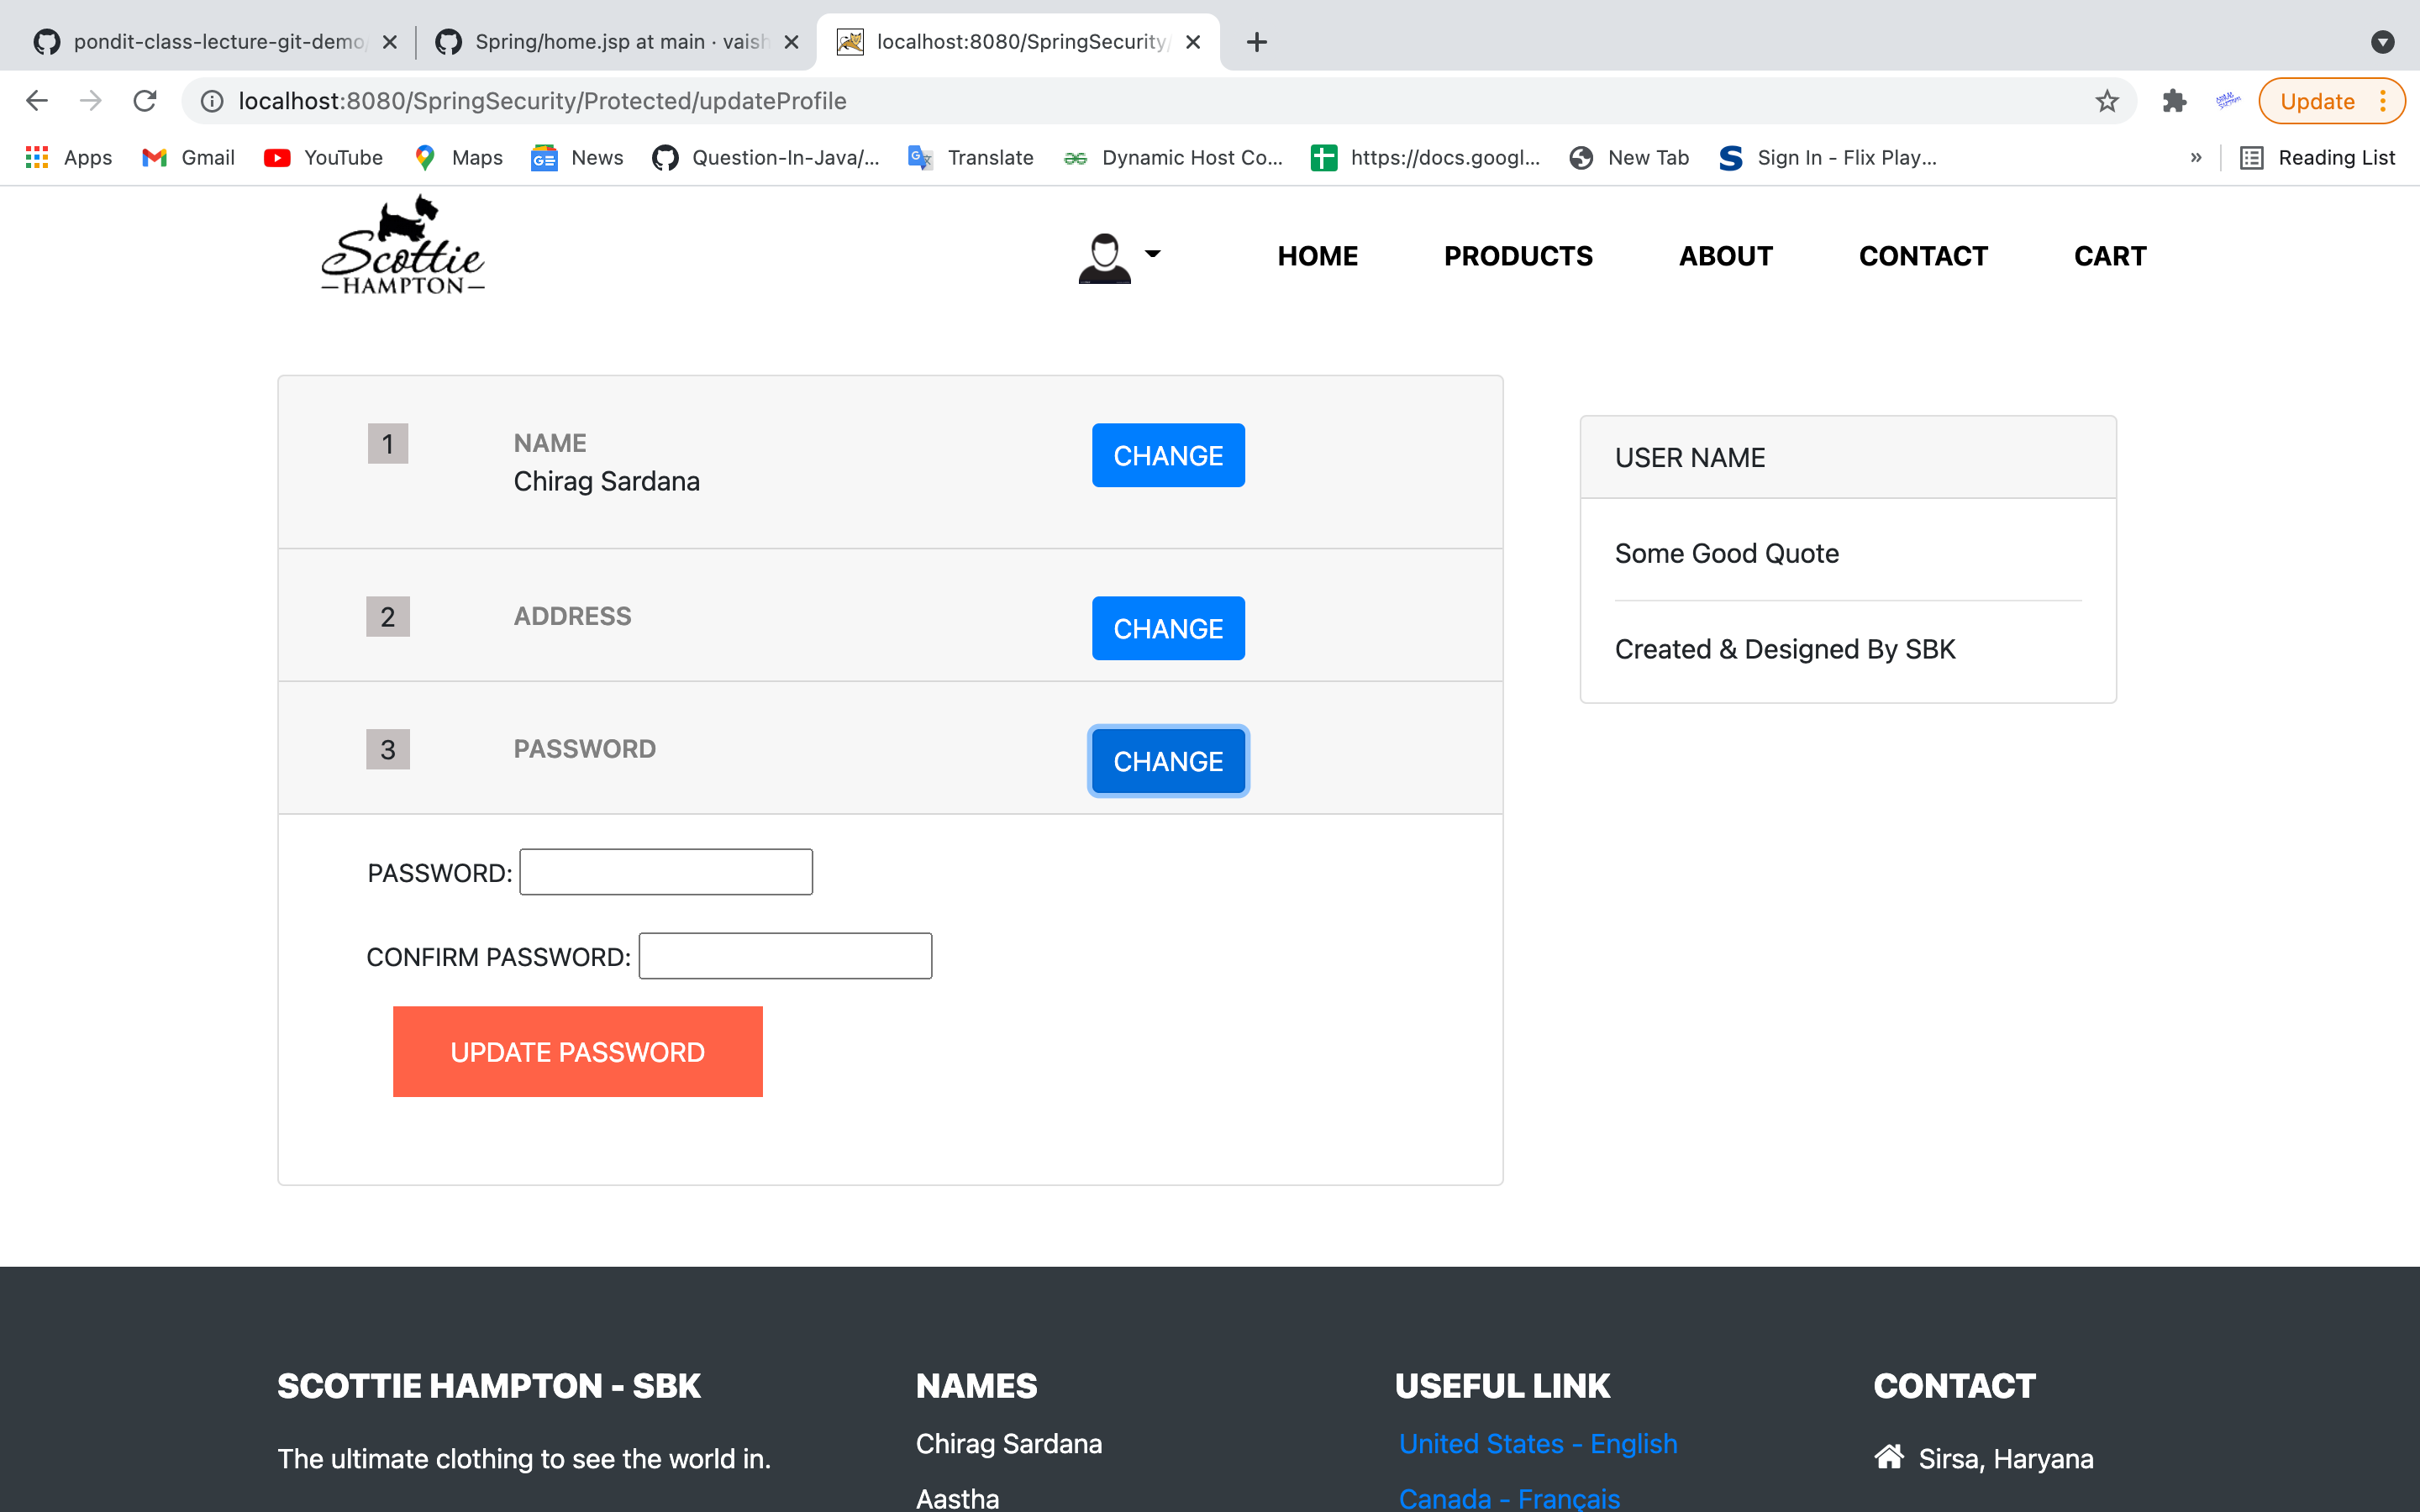 pondit-class-lecture-git-demo/
Spring/home.jsp at main · vaish
localhost:8080/SpringSecurity/
localhost:8080/SpringSecurity/Protected/updateProfile
Update
Apps
Gmail
YouTube
Maps
News
Question-In-Java/...
Translate
Dynamic Host Co...
https://docs.googl...
New Tab
Sign In - Flix Play...
»
Reading List
Scottie
HAMPTON
HOME
PRODUCTS
ABOUT
CONTACT
CART
1
NAME
Chirag Sardana
CHANGE
2
ADDRESS
CHANGE
3
PASSWORD
CHANGE
PASSWORD:
CONFIRM PASSWORD:
UPDATE PASSWORD
USER NAME
Some Good Quote
Created & Designed By SBK
SCOTTIE HAMPTON - SBK
The ultimate clothing to see the world in.
NAMES
Chirag Sardana
Aastha
USEFUL LINK
United States - English
Canada - Français
CONTACT
Sirsa, Haryana